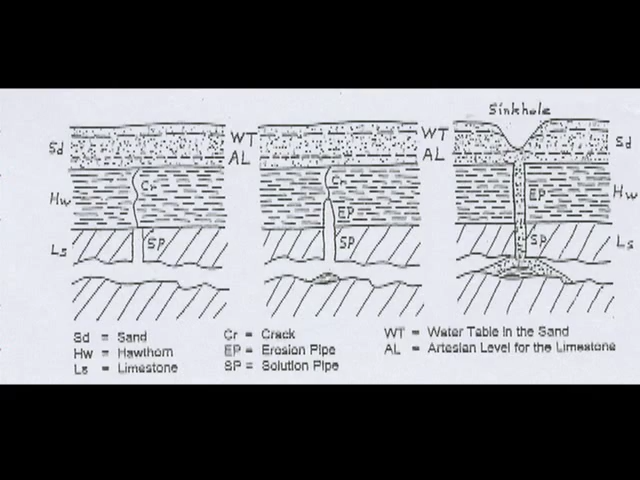 Sinkhole
Sd WT WT Sd
AL AL
Hw Cr Cr EP Hw
EP
Ls SP SP SP Ls
Sd = Sand Cr = Crack WT = Water Table in the Sand
Hw = Hawthorn EP = Erosion Pipe AL = Artesian Level for the Limestone
Ls = Limestone SP = Solution Pipe